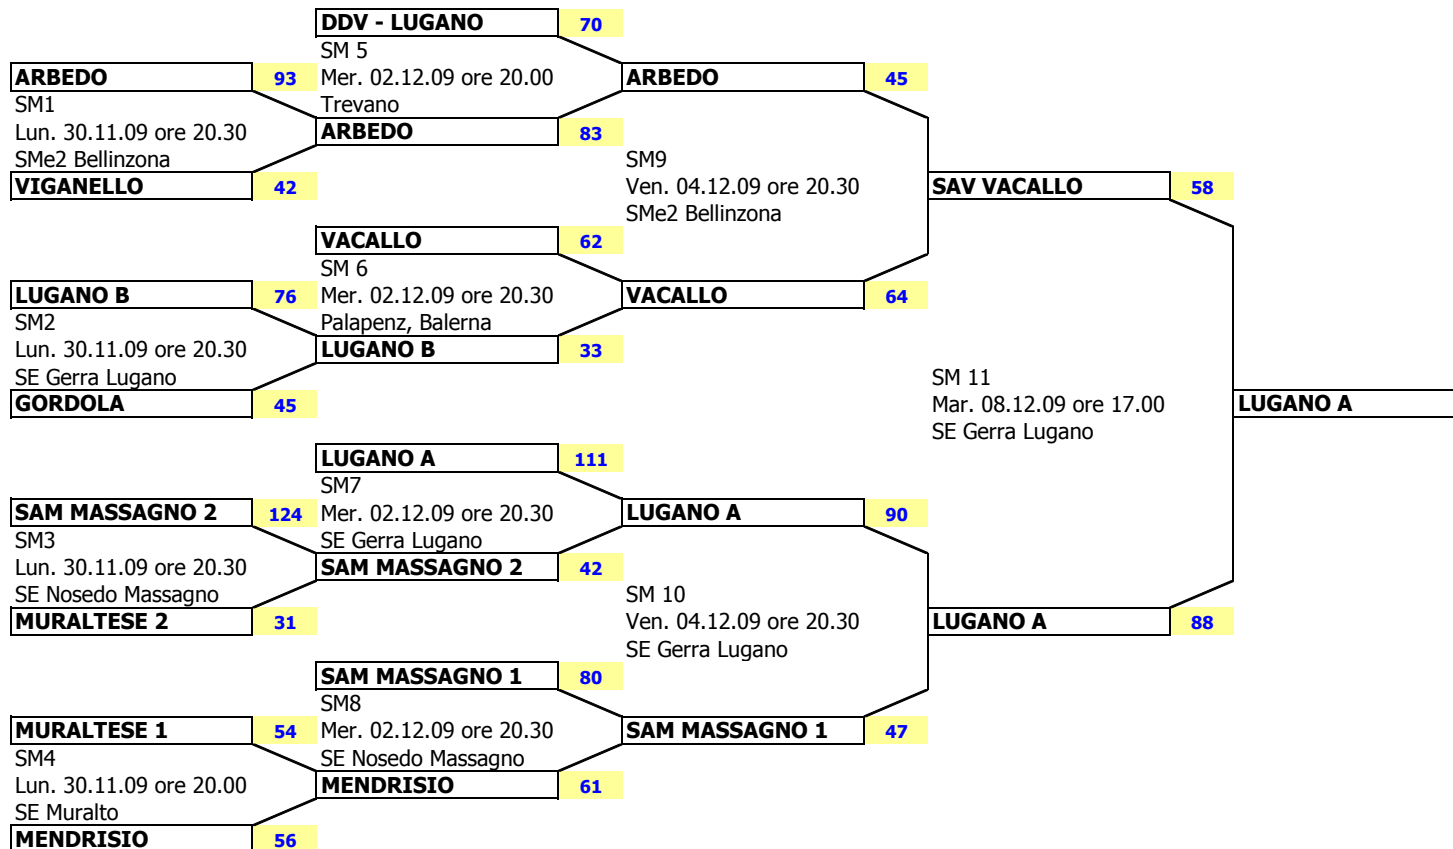 DDV - LUGANO 70
SM 5
Mer. 02.12.09 ore 20.00
Trevano
ARBEDO 83
ARBEDO 93
SM1
Lun. 30.11.09 ore 20.30
SMe2 Bellinzona
VIGANELLO 42
ARBEDO 45
SM9
Ven. 04.12.09 ore 20.30
SMe2 Bellinzona
VACALLO 64
SAV VACALLO 58
VACALLO 62
SM 6
Mer. 02.12.09 ore 20.30
Palapenz, Balerna
LUGANO B 33
LUGANO B 76
SM2
Lun. 30.11.09 ore 20.30
SE Gerra Lugano
GORDOLA 45
SM 11
Mar. 08.12.09 ore 17.00
SE Gerra Lugano
LUGANO A
LUGANO A 111
SM7
Mer. 02.12.09 ore 20.30
SE Gerra Lugano
SAM MASSAGNO 2 42
SAM MASSAGNO 2 124
SM3
Lun. 30.11.09 ore 20.30
SE Nosedo Massagno
MURALTESE 2 31
LUGANO A 90
SM 10
Ven. 04.12.09 ore 20.30
SE Gerra Lugano
SAM MASSAGNO 1 47
LUGANO A 88
SAM MASSAGNO 1 80
SM8
Mer. 02.12.09 ore 20.30
SE Nosedo Massagno
MENDRISIO 61
MURALTESE 1 54
SM4
Lun. 30.11.09 ore 20.00
SE Muralto
MENDRISIO 56